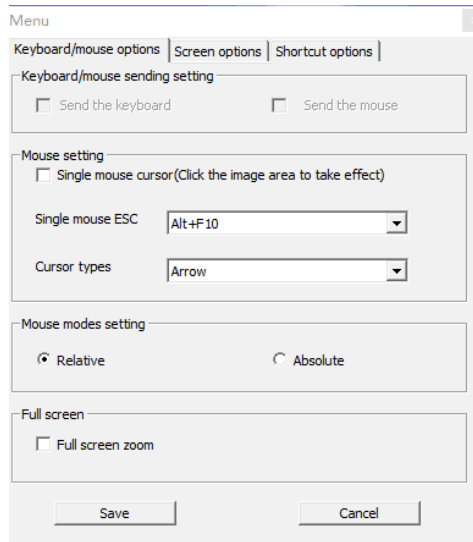 Menu
Keyboard/mouse options Screen options Shortcut options
Keyboard/mouse sending setting
Send the keyboard Send the mouse
Mouse setting
Single mouse cursor(Click the image area to take effect)
Single mouse ESC Alt+F10
Cursor types Arrow
Mouse modes setting
Relative Absolute
Full screen
Full screen zoom
Save Cancel